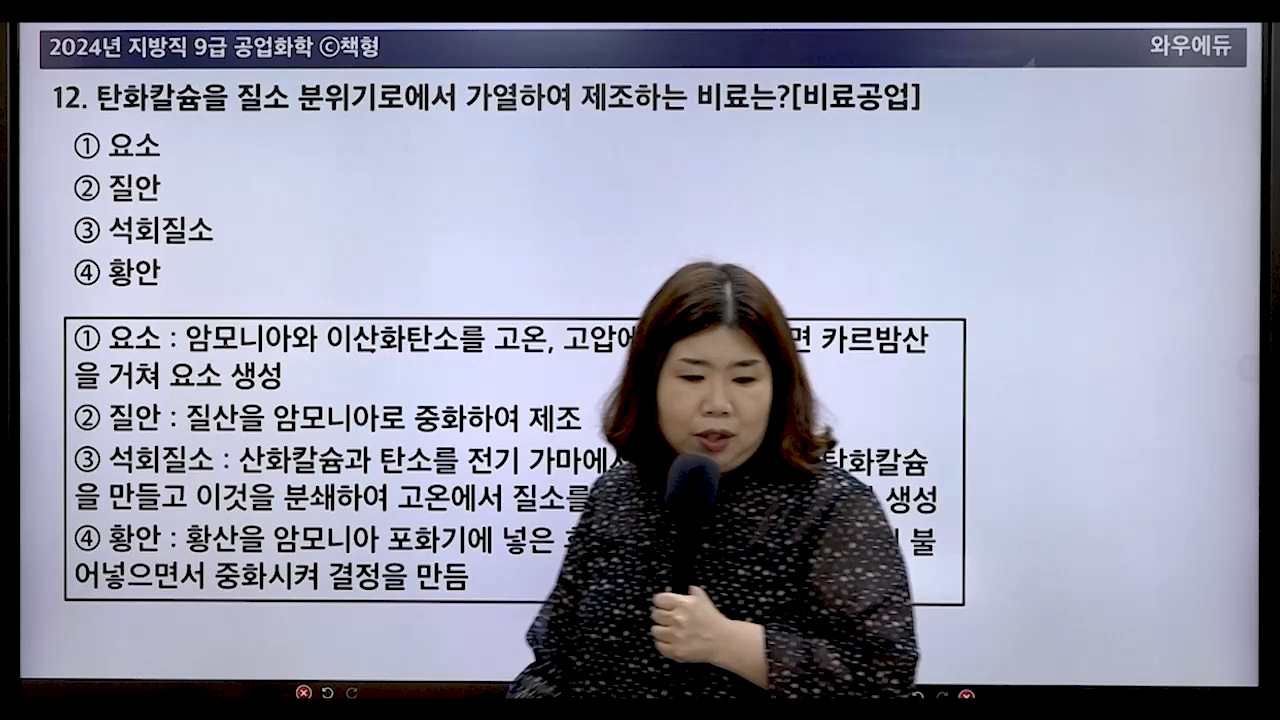 2024년 지방직 9급 공업화학 ⓒ책형
와우에듀
12. 탄화칼슘을 질소 분위기로에서 가열하여 제조하는 비료는?[비료공업]
① 요소
② 질안
③ 석회질소
④ 황안
① 요소 : 암모니아와 이산화탄소를 고온, 고압에 면 카르밤산
을 거쳐 요소 생성
② 질안 : 질산을 암모니아로 중화하여 제조
③ 석회질소 : 산화칼슘과 탄소를 전기 가마에서 탄화칼슘
을 만들고 이것을 분쇄하여 고온에서 질소를 생성
④ 황안 : 황산을 암모니아 포화기에 넣은 불
어넣으면서 중화시켜 결정을 만듬